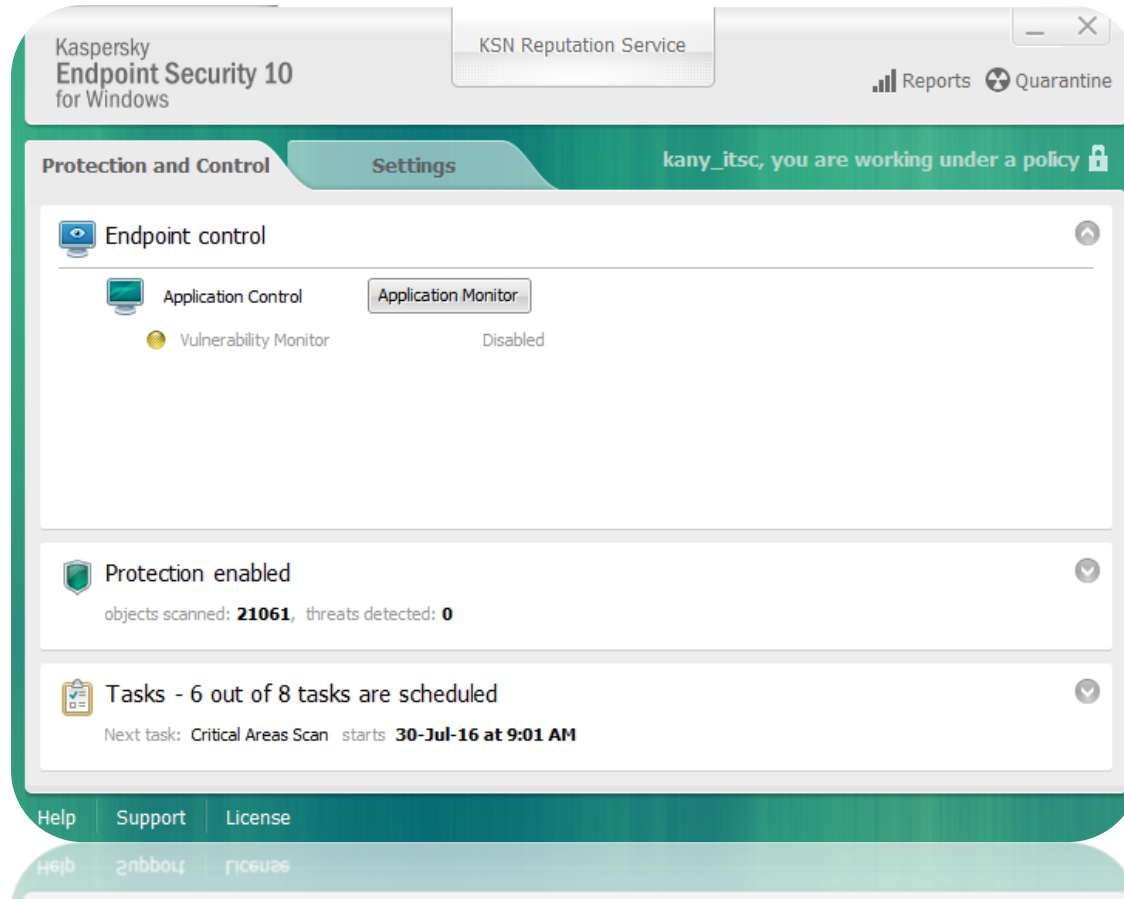 Kaspersky
Endpoint Security 10
for Windows
KSN Reputation Service
Reports Quarantine
Protection and Control Settings kany_itsc, you are working under a policy
Endpoint control
Application Control Application Monitor
Vulnerability Monitor Disabled
Protection enabled
objects scanned: 21061, threats detected: 0
Tasks - 6 out of 8 tasks are scheduled
Next task: Critical Areas Scan starts 30-Jul-16 at 9:01 AM
Help Support License
Help Support License